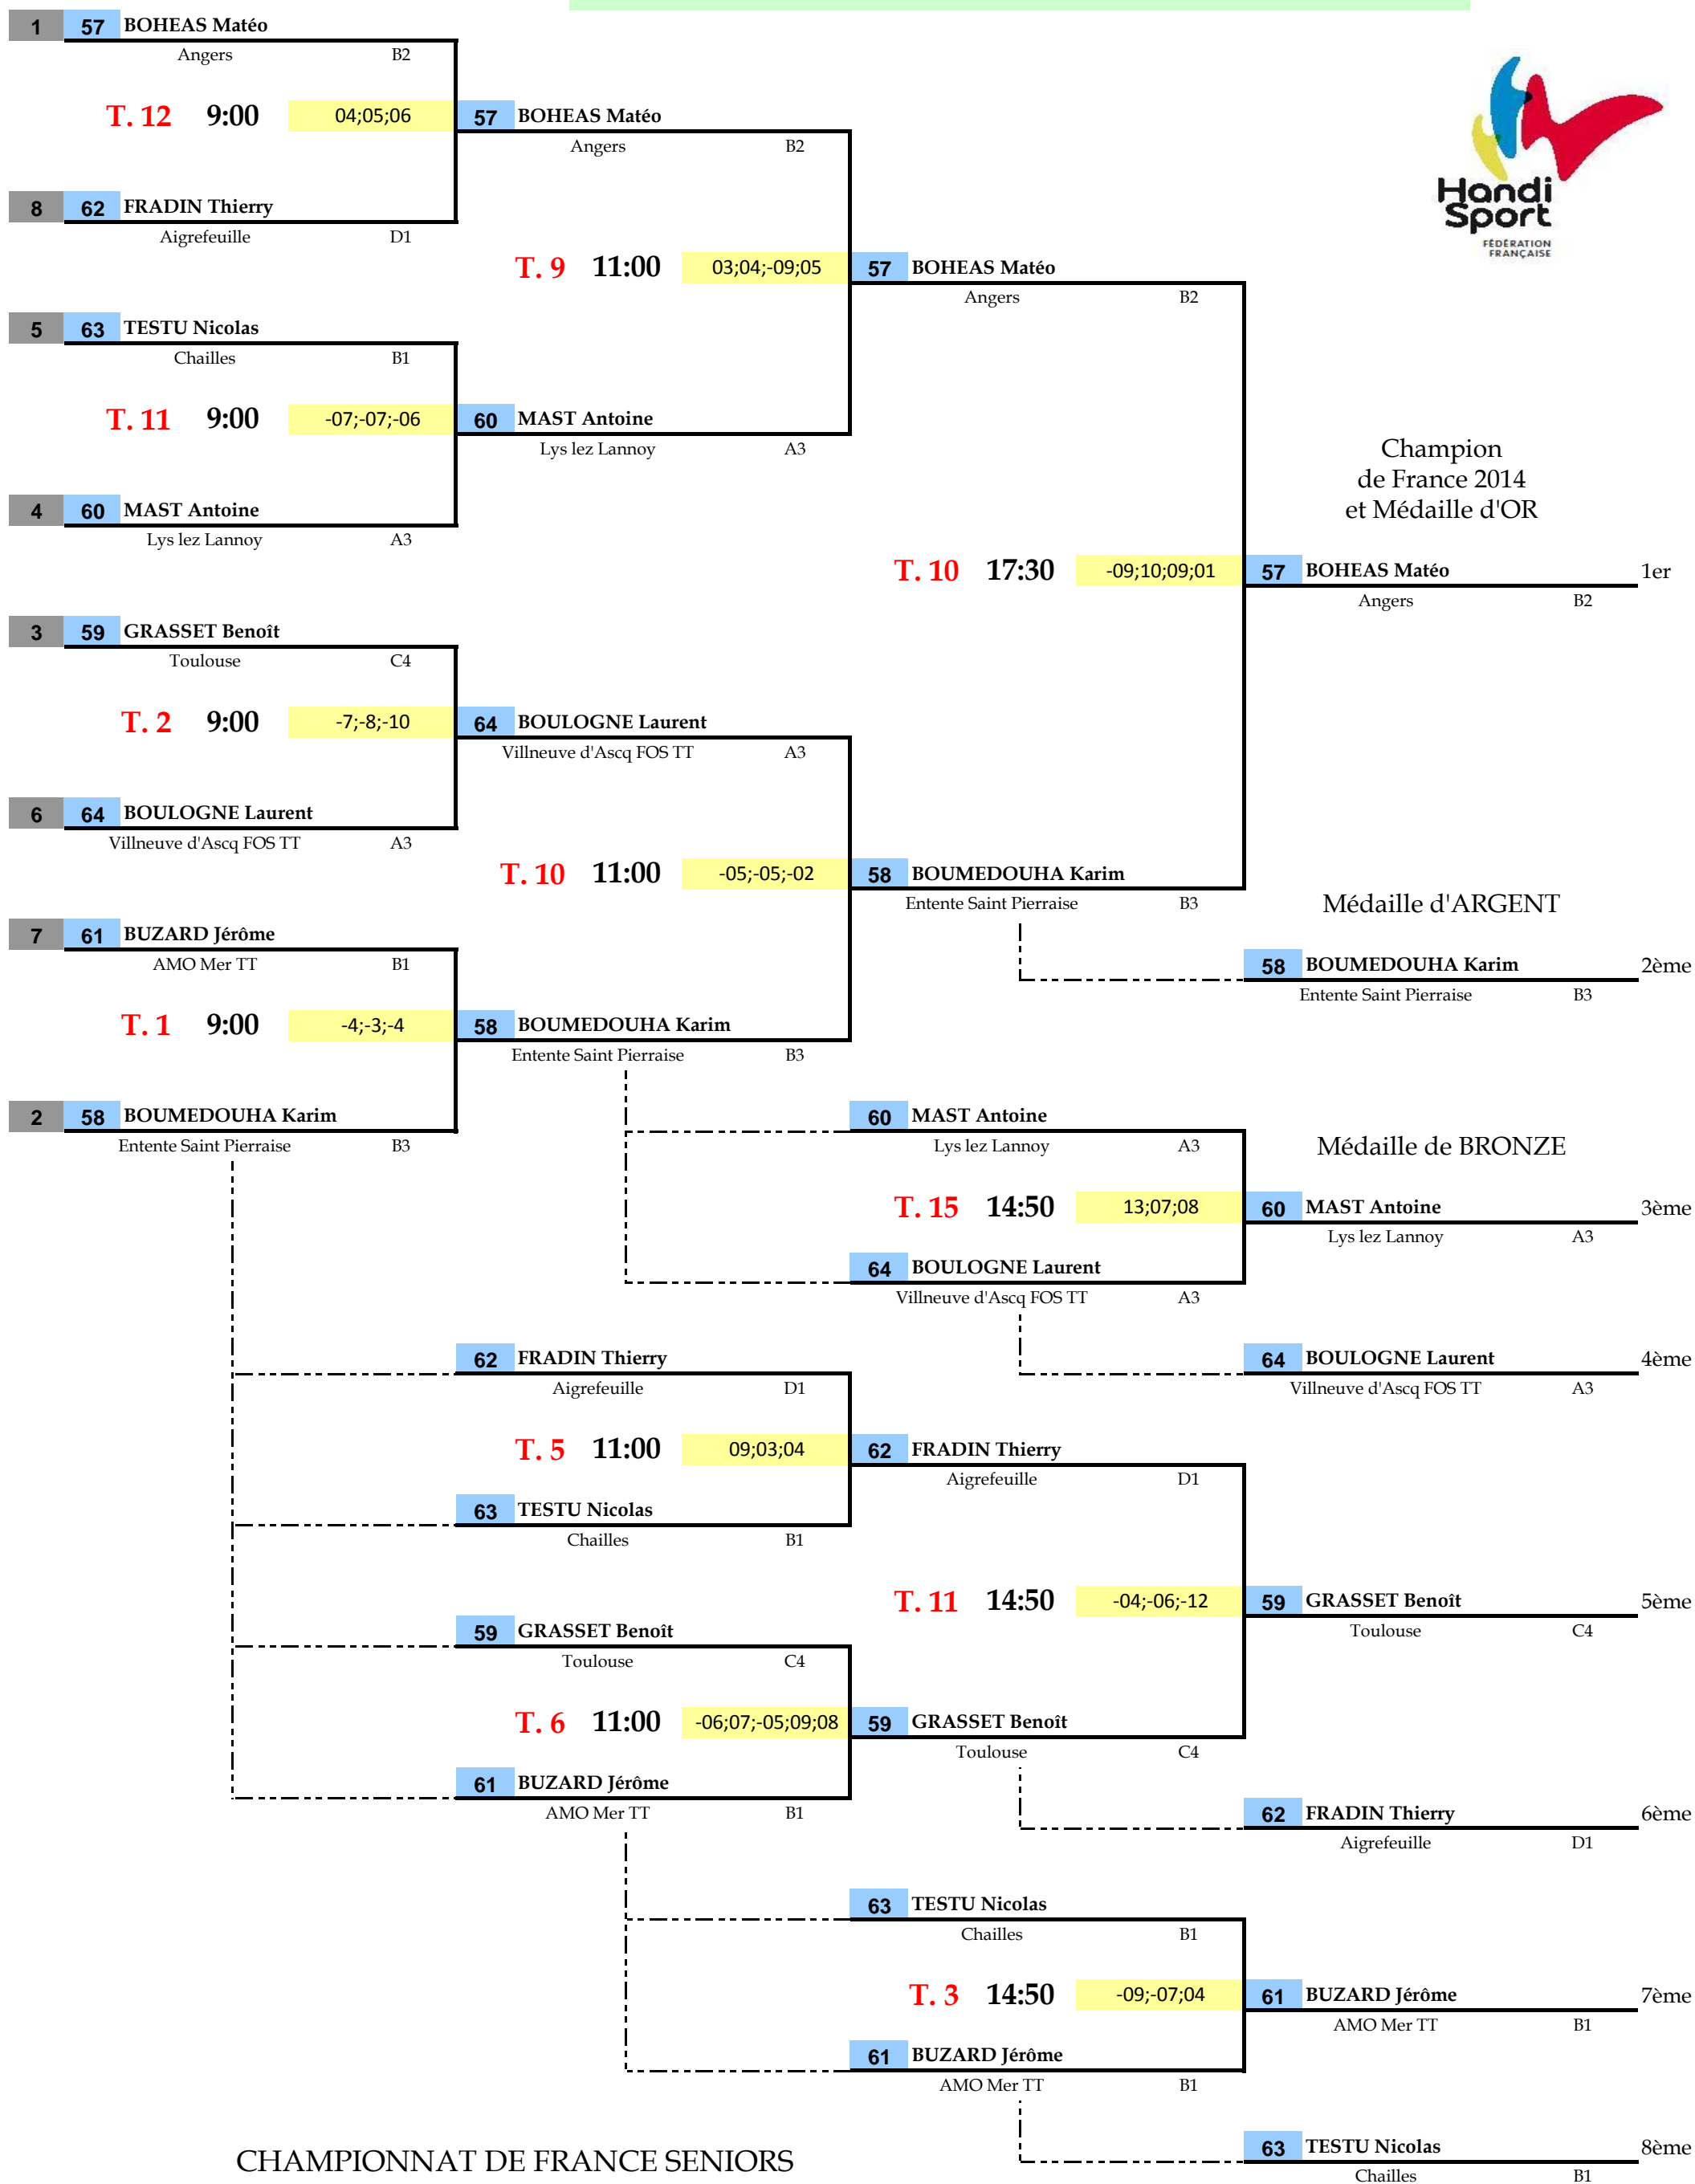 1 57 BOHEAS Matéo
Angers B2
T. 12 9:00 04;05;06 57 BOHEAS Matéo
Angers B2
8 62 FRADIN Thierry
Aigrefeuille D1
Handi
Sport
FÉDÉRATION
FRANÇAISE
T. 9 11:00 03;04;-09;05 57 BOHEAS Matéo
Angers B2
5 63 TESTU Nicolas
Chailles B1
T. 11 9:00 -07;-07;-06 60 MAST Antoine
Lys lez Lannoy A3
Champion
de France 2014
et Médaille d'OR
4 60 MAST Antoine
Lys lez Lannoy A3
T. 10 17:30 -09;10;09;01 57 BOHEAS Matéo 1er
Angers B2
3 59 GRASSET Benoît
Toulouse C4
T. 2 9:00 -7;-8;-10 64 BOULOGNE Laurent
Villneuve d'Ascq FOS TT A3
6 64 BOULOGNE Laurent
Villneuve d'Ascq FOS TT A3
T. 10 11:00 -05;-05;-02 58 BOUMEDOUHA Karim
Entente Saint Pierraise B3
Médaille d'ARGENT
7 61 BUZARD Jérôme
AMO Mer TT B1
58 BOUMEDOUHA Karim 2ème
Entente Saint Pierraise B3
T. 1 9:00 -4;-3;-4 58 BOUMEDOUHA Karim
Entente Saint Pierraise B3
2 58 BOUMEDOUHA Karim
Entente Saint Pierraise B3
60 MAST Antoine
Lys lez Lannoy A3
Médaille de BRONZE
T. 15 14:50 13;07;08 60 MAST Antoine 3ème
Lys lez Lannoy A3
64 BOULOGNE Laurent
Villneuve d'Ascq FOS TT A3
62 FRADIN Thierry
Aigrefeuille D1
64 BOULOGNE Laurent 4ème
Villneuve d'Ascq FOS TT A3
T. 5 11:00 09;03;04 62 FRADIN Thierry
Aigrefeuille D1
63 TESTU Nicolas
Chailles B1
T. 11 14:50 -04;-06;-12 59 GRASSET Benoît 5ème
Toulouse C4
59 GRASSET Benoît
Toulouse C4
T. 6 11:00 -06;07;-05;09;08 59 GRASSET Benoît
Toulouse C4
61 BUZARD Jérôme
AMO Mer TT B1
62 FRADIN Thierry 6ème
Aigrefeuille D1
63 TESTU Nicolas
Chailles B1
T. 3 14:50 -09;-07;04 61 BUZARD Jérôme 7ème
AMO Mer TT B1
61 BUZARD Jérôme
AMO Mer TT B1
CHAMPIONNAT DE FRANCE SENIORS
63 TESTU Nicolas 8ème
Chailles B1